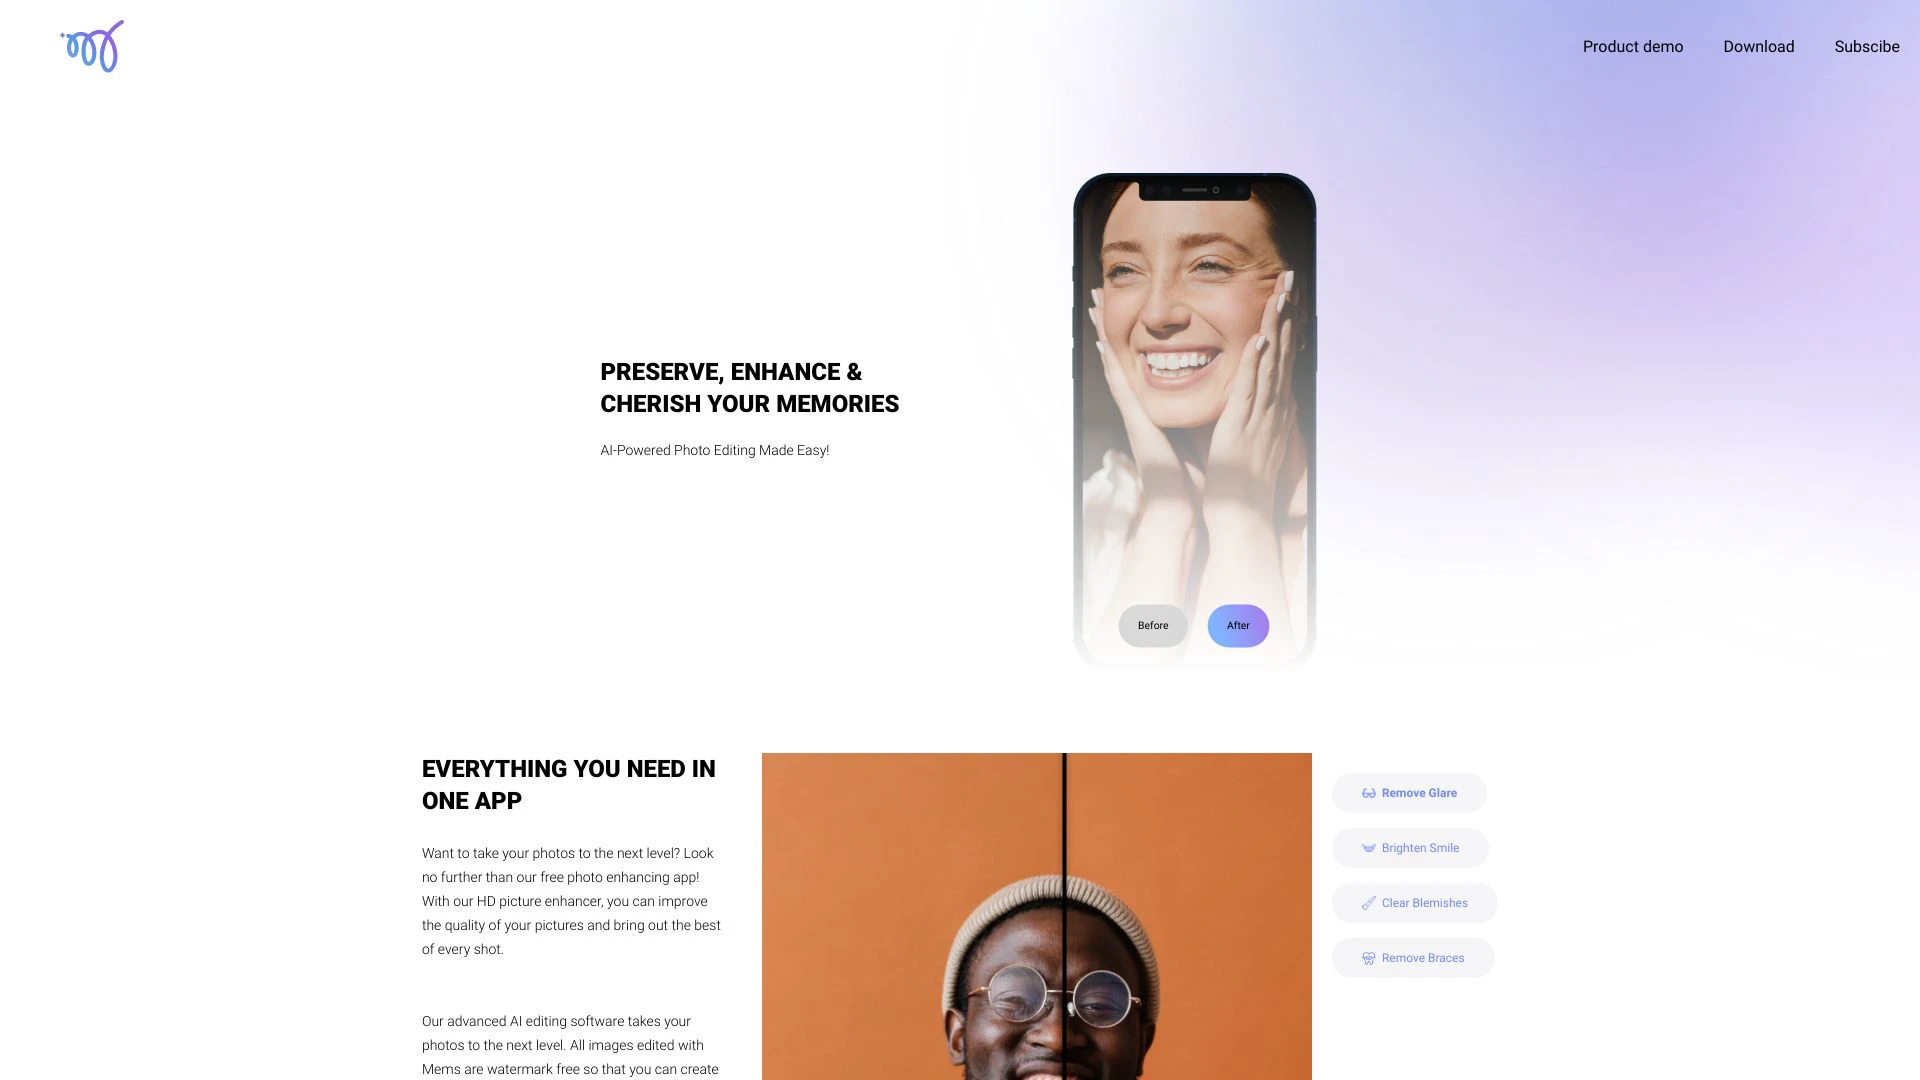 Product demo
Download
Subscibe
PRESERVE, ENHANCE &
CHERISH YOUR MEMORIES
AI-Powered Photo Editing Made Easy!
Before
After
EVERYTHING YOU NEED IN
ONE APP
Want to take your photos to the next level? Look
no further than our free photo enhancing app!
With our HD picture enhancer, you can improve
the quality of your pictures and bring out the best
of every shot.
Our advanced AI editing software takes your
photos to the next level. All images edited with
Mems are watermark free so that you can create
Remove Glare
Brighten Smile
Clear Blemishes
Remove Braces